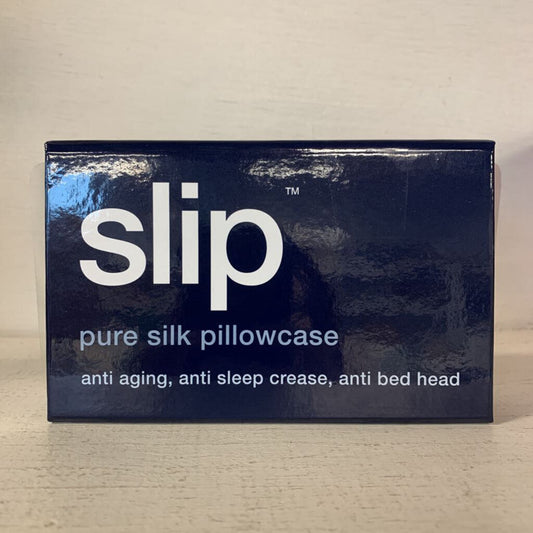 slip™
pure silk pillowcase
anti aging, anti sleep crease, anti bed head